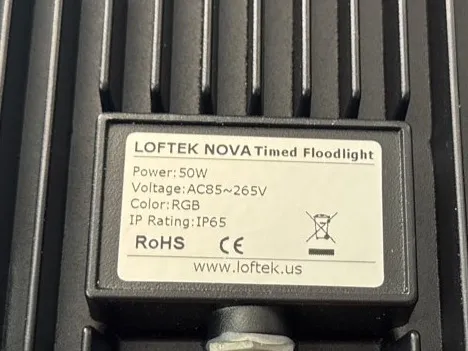 LOFTEK NOVA Timed Floodlight
Power:50W
Voltage:AC85~265V
Color:RGB
IP Rating:IP65
RoHS CE
www.loftek.us